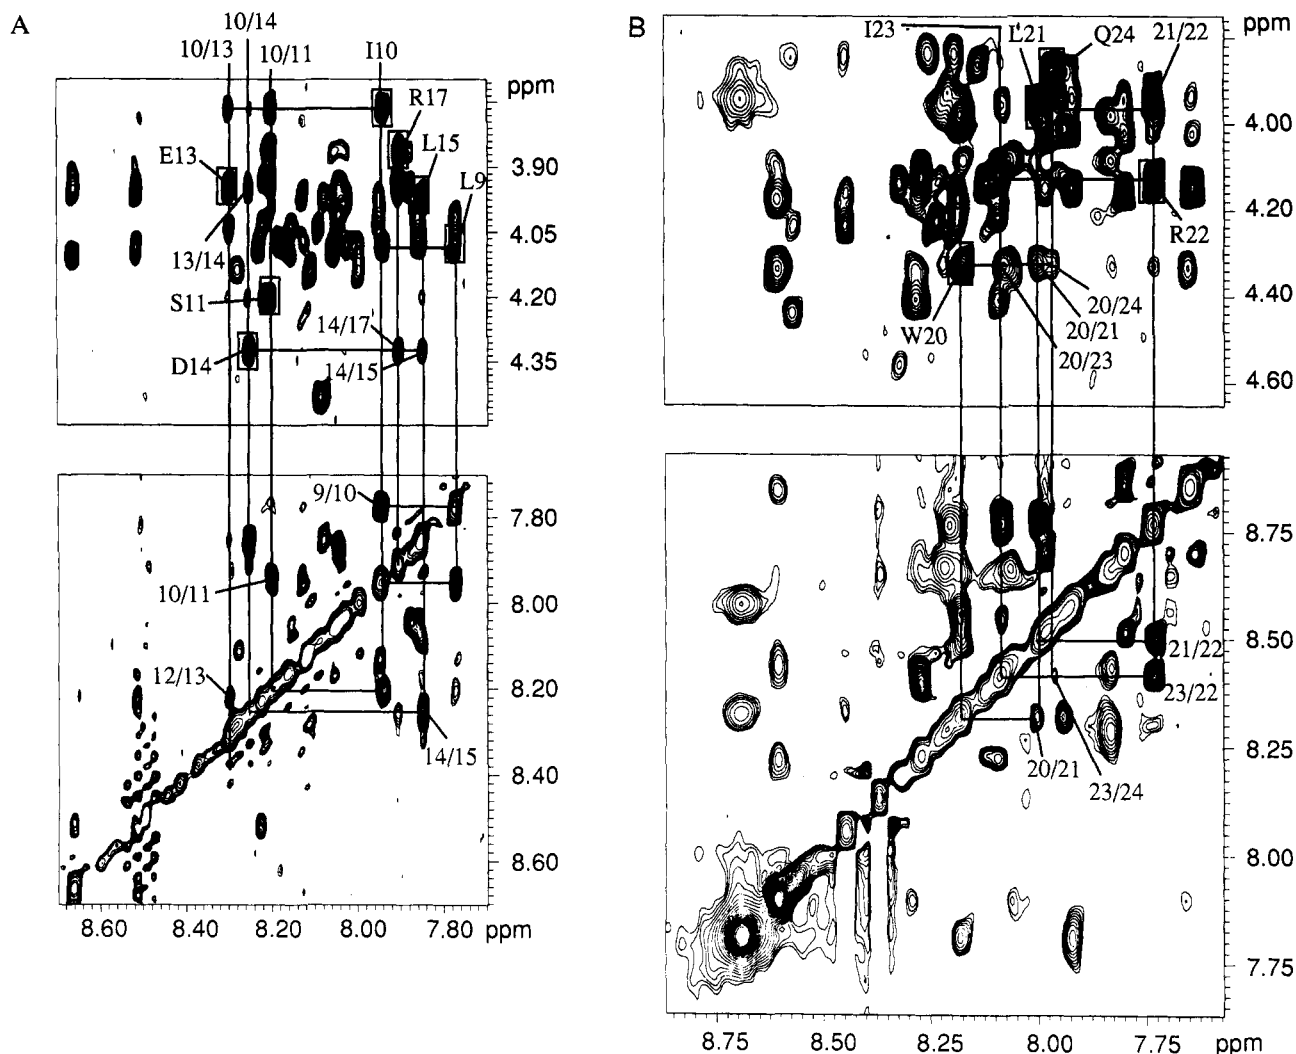 A
10/14
10/13
10/11
I10
R17
L15
L9
E13
13/14
S11
D14
14/17
14/15
ppm
3.90
4.05
4.20
4.35
9/10
10/11
12/13
14/15
7.80
8.00
8.20
8.40
8.60
8.60
8.40
8.20
8.00
7.80
ppm
B
I23
L21
Q24
21/22
R22
W20
20/24
20/21
20/23
ppm
4.00
4.20
4.40
4.60
21/22
23/22
20/21
23/24
8.75
8.50
8.25
8.00
7.75
8.75
8.50
8.25
8.00
7.75
ppm